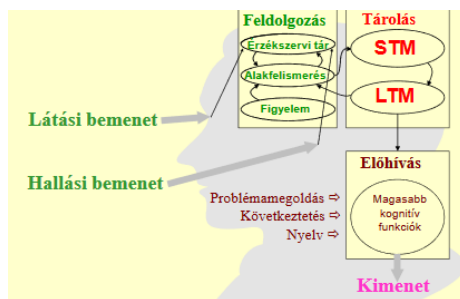 Feldolgozás
Érzékszervi tár
Alakfelismerés
Figyelem
Tárolás
STM
LTM
Látási bemenet
Hallási bemenet
Előhívás
Problémamegoldás ⇨
Következtetés ⇨
Nyelv ⇨
Magasabb
kognitív
funkciók
Kimenet